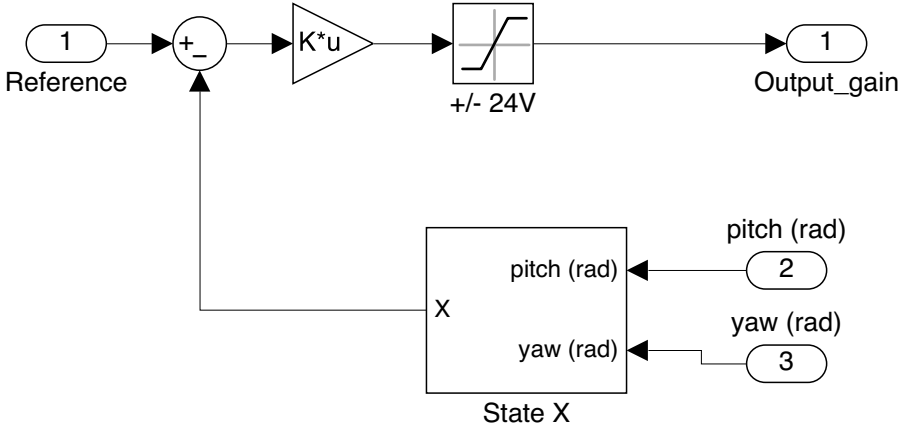 1
Reference
+
_
K*u
+/- 24V
1
Output_gain
pitch (rad)
2
pitch (rad)
X
yaw (rad)
3
yaw (rad)
State X